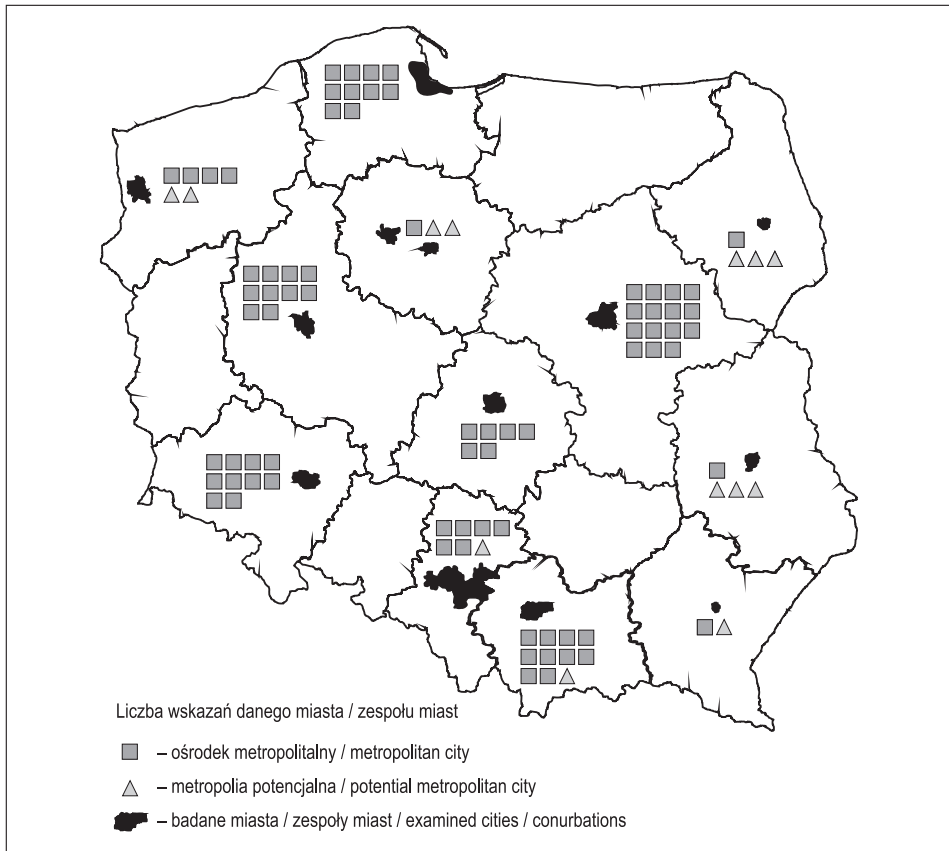 Liczba wskazań danego miasta / zespołu miast
– ośrodek metropolitalny / metropolitan city
– metropolia potencjalna / potential metropolitan city
– badane miasta / zespoły miast / examined cities / conurbations